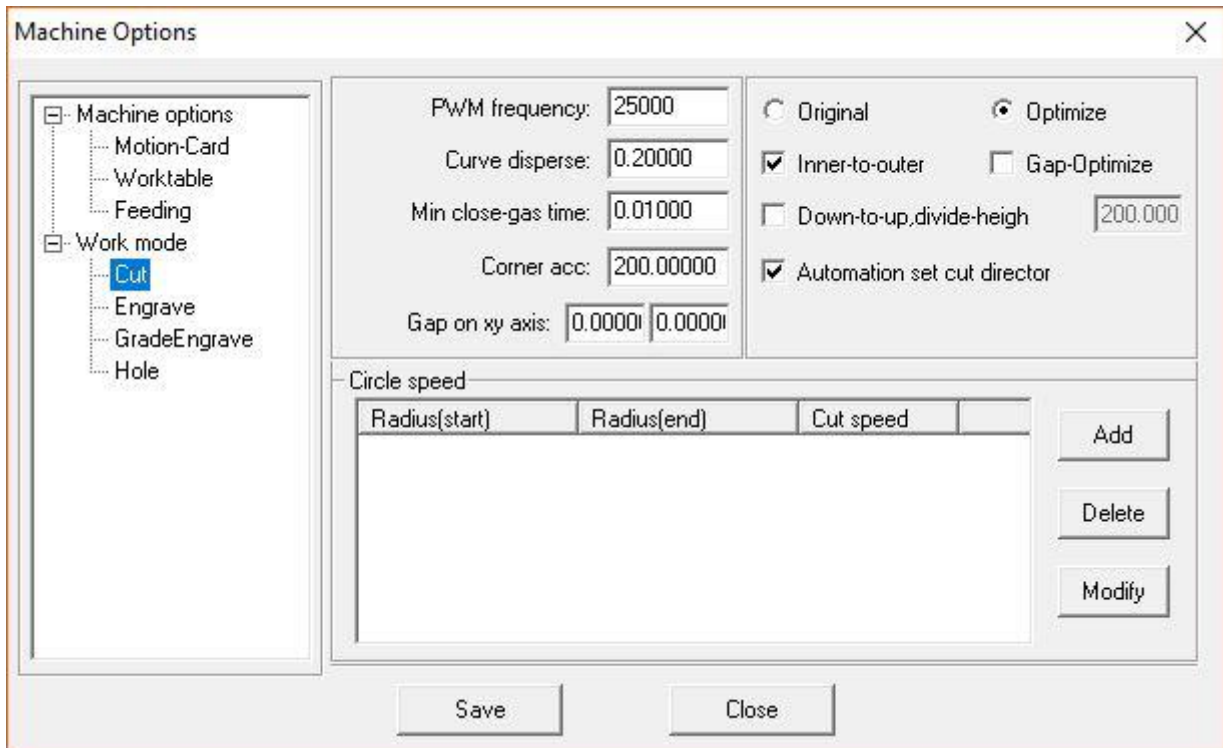 Machine Options
Machine options
Motion-Card
Worktable
Feeding
Work mode
Cut
Engrave
GradeEngrave
Hole
PWM frequency: 25000
Curve disperse: 0.20000
Min close-gas time: 0.01000
Corner acc: 200.00000
Gap on xy axis: 0.0000 0.0000
Original Optimize
Inner-to-outer Gap-Optimize
Down-to-up,divide-heigh 200.000
Automation set cut director
Circle speed
Radius(start) Radius(end) Cut speed
Add
Delete
Modify
Save Close